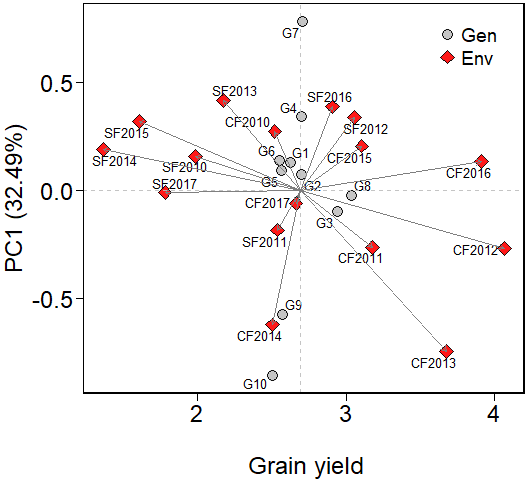 G7
Gen
Env
0.5
SF2013
SF2016
G4
CF2010
SF2012
SF2015
G6
G1
CF2015
SF2014
SF2010
CF2016
G5
G2
G8
SF2017
0.0
CF2017
G3
SF2011
CF2011
CF2012
PC1 (32.49%)
-0.5
G9
CF2014
CF2013
G10
2
3
4
Grain yield